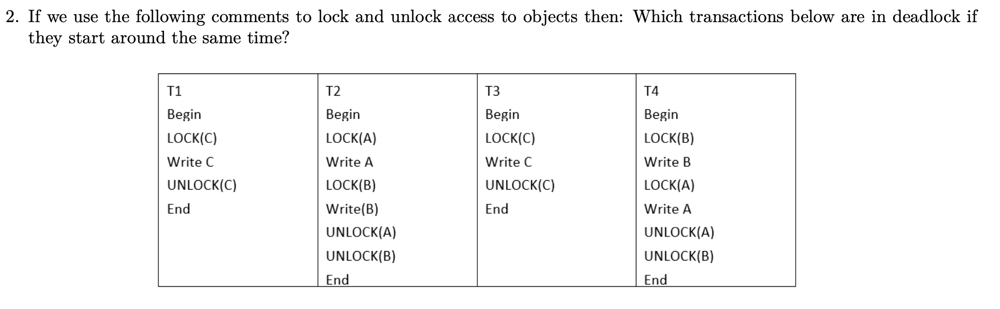 2. If we use the following comments to lock and unlock access to objects then: Which transactions below are in deadlock if
they start around the same time?
T1
Begin
LOCK(C)
Write C
UNLOCK(C)
End
T2
Begin
LOCK(A)
Write A
LOCK(B)
Write(B)
UNLOCK(A)
UNLOCK(B)
End
T3
Begin
LOCK(C)
Write C
UNLOCK(C)
End
T4
Begin
LOCK(B)
Write B
LOCK(A)
Write A
UNLOCK(A)
UNLOCK(B)
End